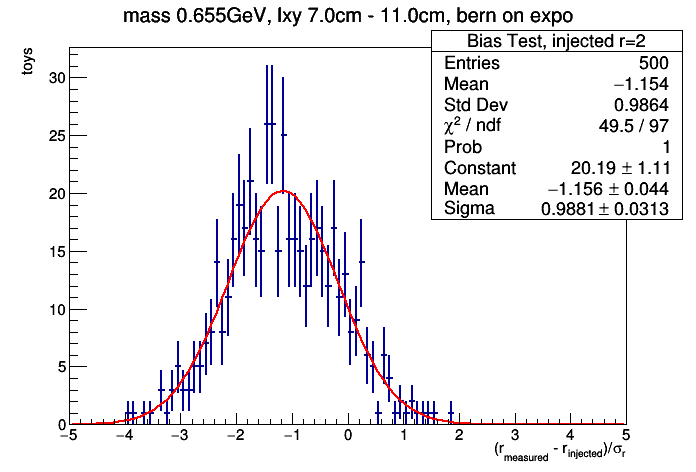 mass 0.655GeV, lxy 7.0cm - 11.0cm, bern on expo
toys
Bias Test, injected r=2
Entries 500
Mean −1.154
Std Dev 0.9864
χ² / ndf 49.5 / 97
Prob 1
Constant 20.19 ± 1.11
Mean −1.156 ± 0.044
Sigma 0.9881 ± 0.0313
30
25
20
15
10
5
0
−5 −4 −3 −2 −1 0 1 2 3 4 5
(r_measured - r_injected)/σ_r